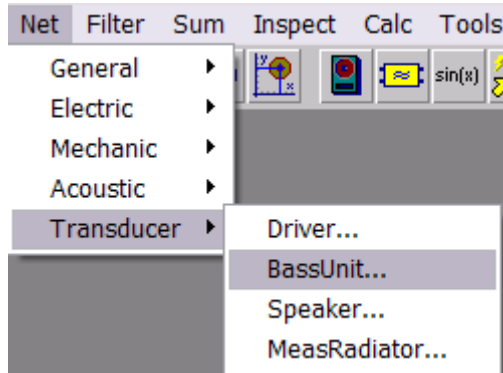 Net Filter Sum Inspect Calc Tools
General
sin(x)
Electric
Mechanic
Acoustic
Transducer
Driver...
BassUnit...
Speaker...
MeasRadiator...